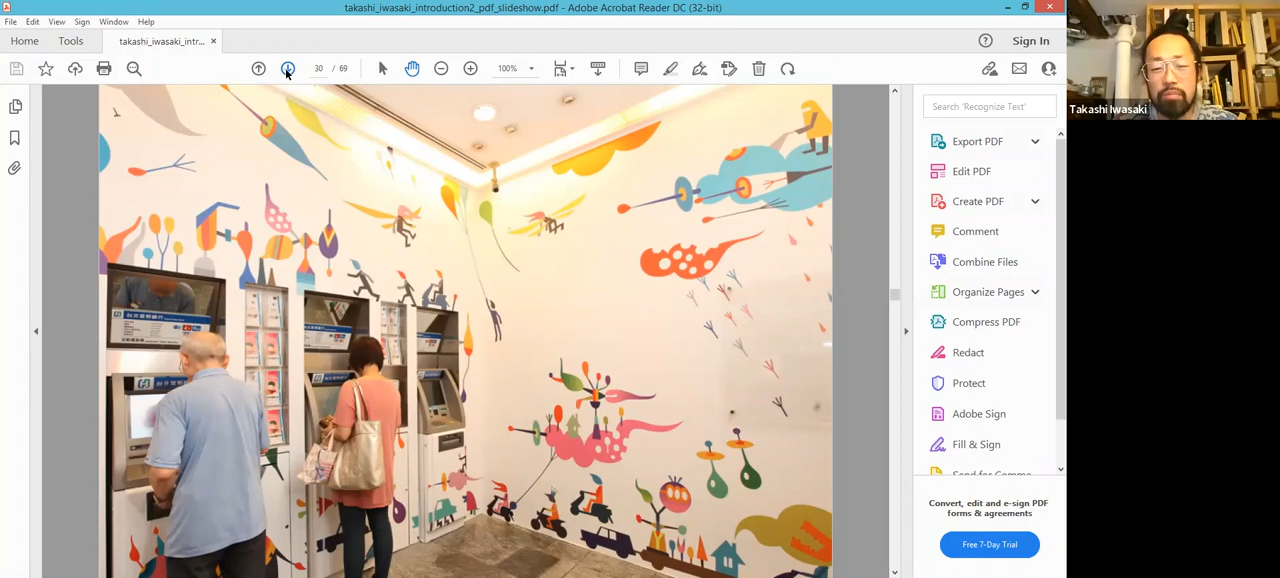 takashi_iwasaki_introduction2_pdf_slideshow.pdf - Adobe Acrobat Reader DC (32-bit)
File Edit View Sign Window Help
Home Tools takashi_iwasaki_intr... × Sign In
30 / 69 100%
Search 'Recognize Text'
Export PDF
Edit PDF
Create PDF
Comment
Combine Files
Organize Pages
Compress PDF
Redact
Protect
Adobe Sign
Fill & Sign
Send for Comme
Convert, edit and e-sign PDF
forms & agreements
Free 7-Day Trial
Takashi Iwasaki